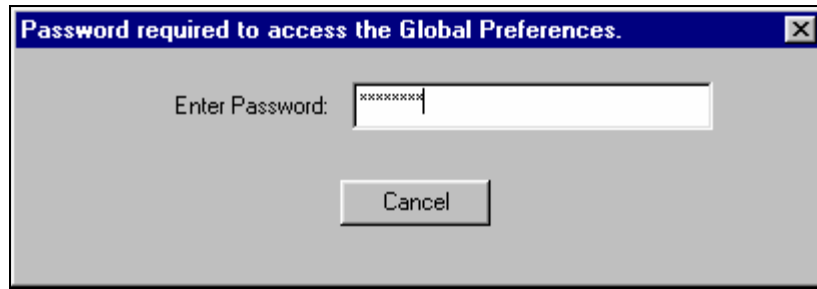 Password required to access the Global Preferences.
Enter Password: ********
Cancel